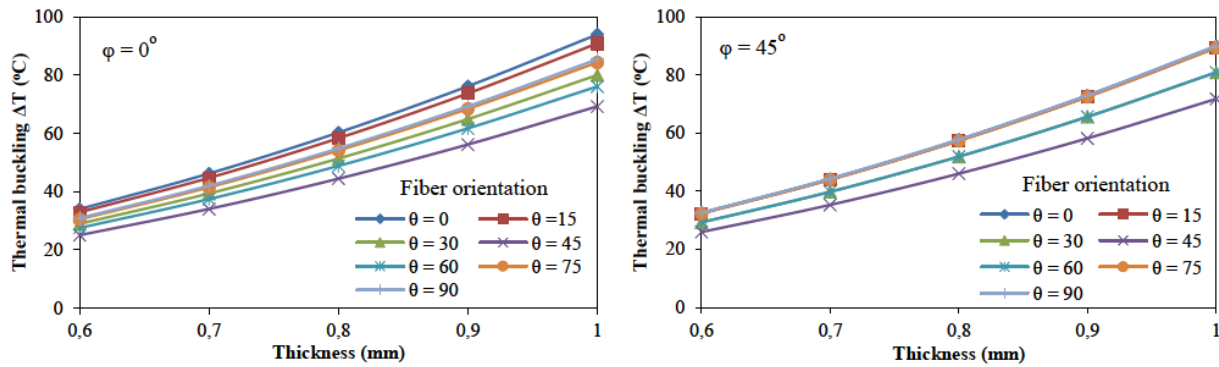 φ = 0°
Thermal buckling ΔT (ºC)
100
80
60
40
20
0
Fiber orientation
θ = 0
θ =15
θ = 30
θ = 45
θ = 60
θ = 75
θ = 90
0,6
0,7
0,8
0,9
1
Thickness (mm)
φ = 45°
Thermal buckling ΔT (ºC)
100
80
60
40
20
0
Fiber orientation
θ = 0
θ = 15
θ = 30
θ = 45
θ = 60
θ = 75
θ = 90
0,6
0,7
0,8
0,9
1
Thickness (mm)